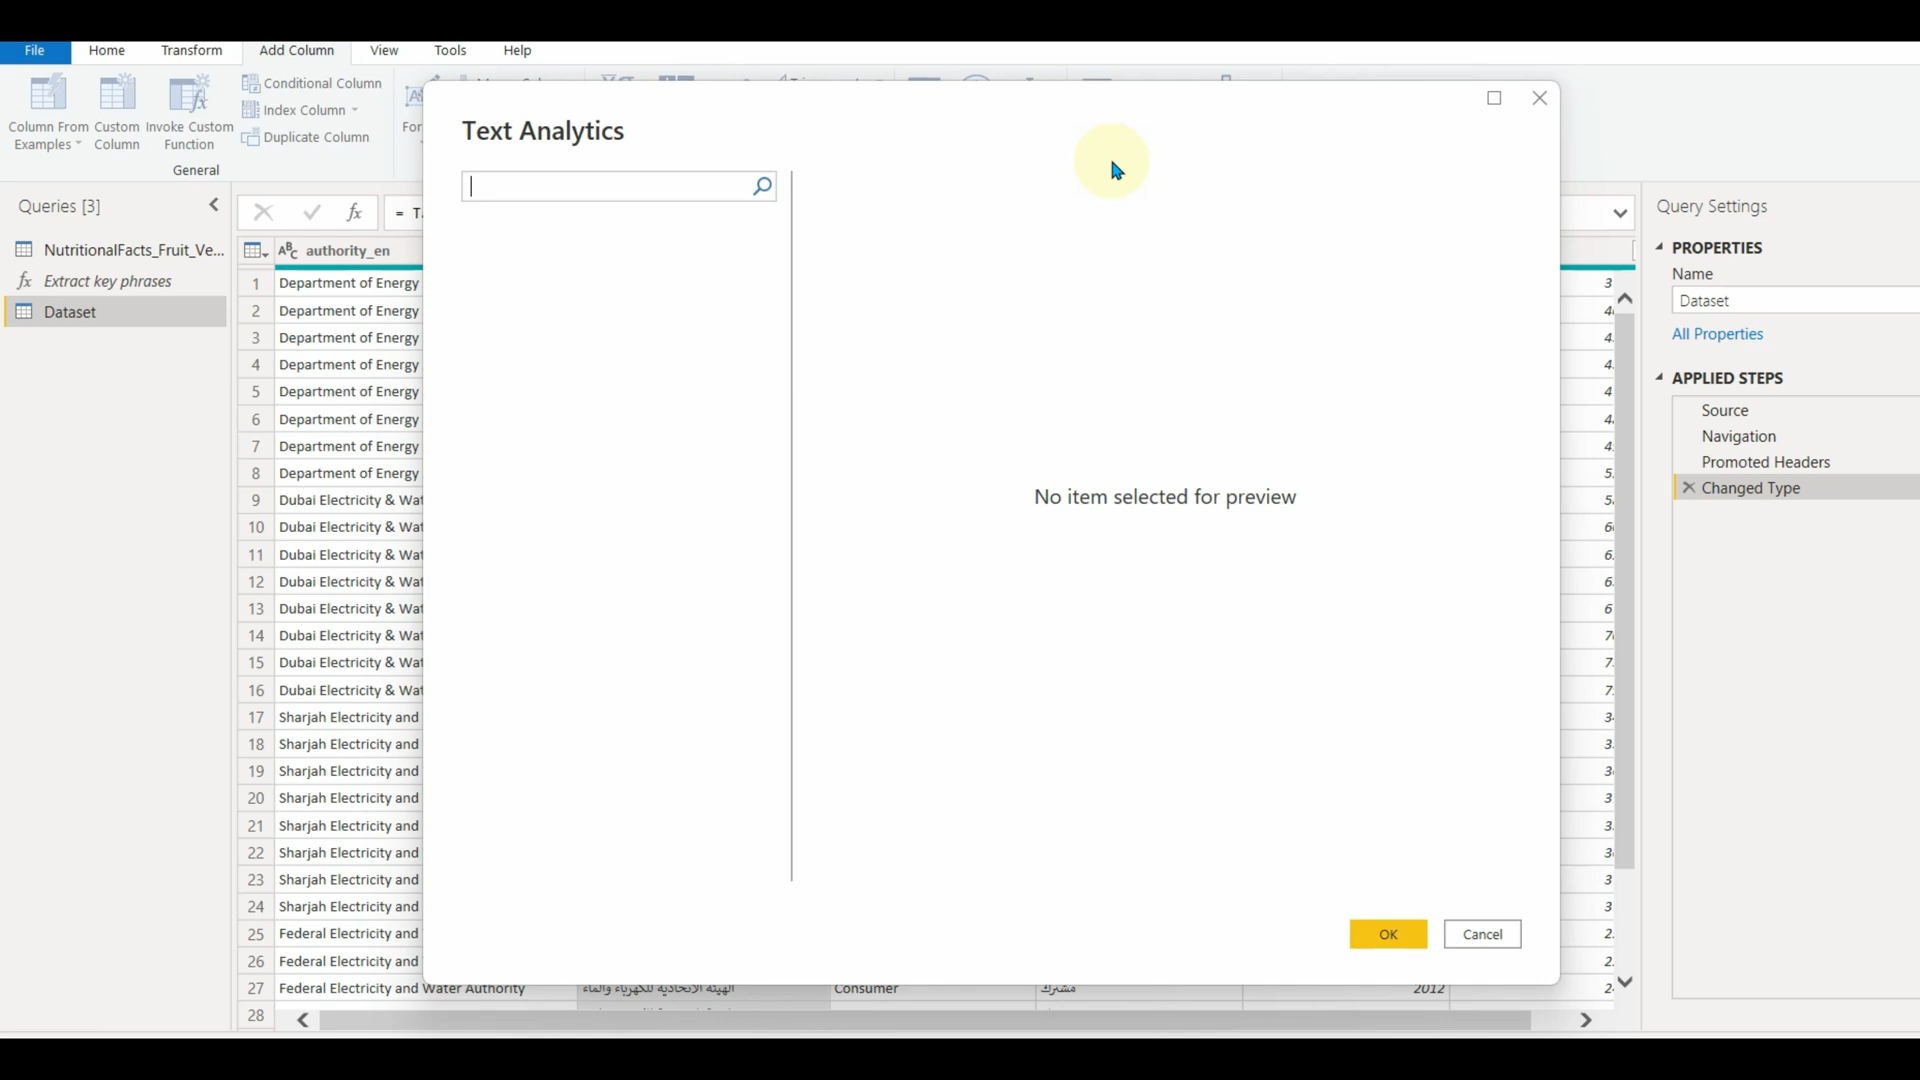 File Home Transform Add Column View Tools Help
Column From Examples
Custom Column
Invoke Custom Function
Conditional Column
Index Column
Duplicate Column
General
Text Analytics
Queries [3]
NutritionalFacts_Fruit_Ve...
fx Extract key phrases
Dataset
fx
=
ABC authority_en
1 Department of Energy
2 Department of Energy
3 Department of Energy
4 Department of Energy
5 Department of Energy
6 Department of Energy
7 Department of Energy
8 Department of Energy
9 Dubai Electricity &
10 Dubai Electricity &
11 Dubai Electricity &
12 Dubai Electricity &
13 Dubai Electricity &
14 Dubai Electricity &
15 Dubai Electricity &
16 Dubai Electricity &
17 Sharjah Electricity and
18 Sharjah Electricity and
19 Sharjah Electricity and
20 Sharjah Electricity and
21 Sharjah Electricity and
22 Sharjah Electricity and
23 Sharjah Electricity and
24 Sharjah Electricity and
25 Federal Electricity and
26 Federal Electricity and
27 Federal Electricity and Water Authority الهيئة الاتحادية للكهرباء والماء Consumer مشترك 2012
28
No item selected for preview
OK Cancel
Query Settings
PROPERTIES
Name
Dataset
All Properties
APPLIED STEPS
Source
Navigation
Promoted Headers
Changed Type